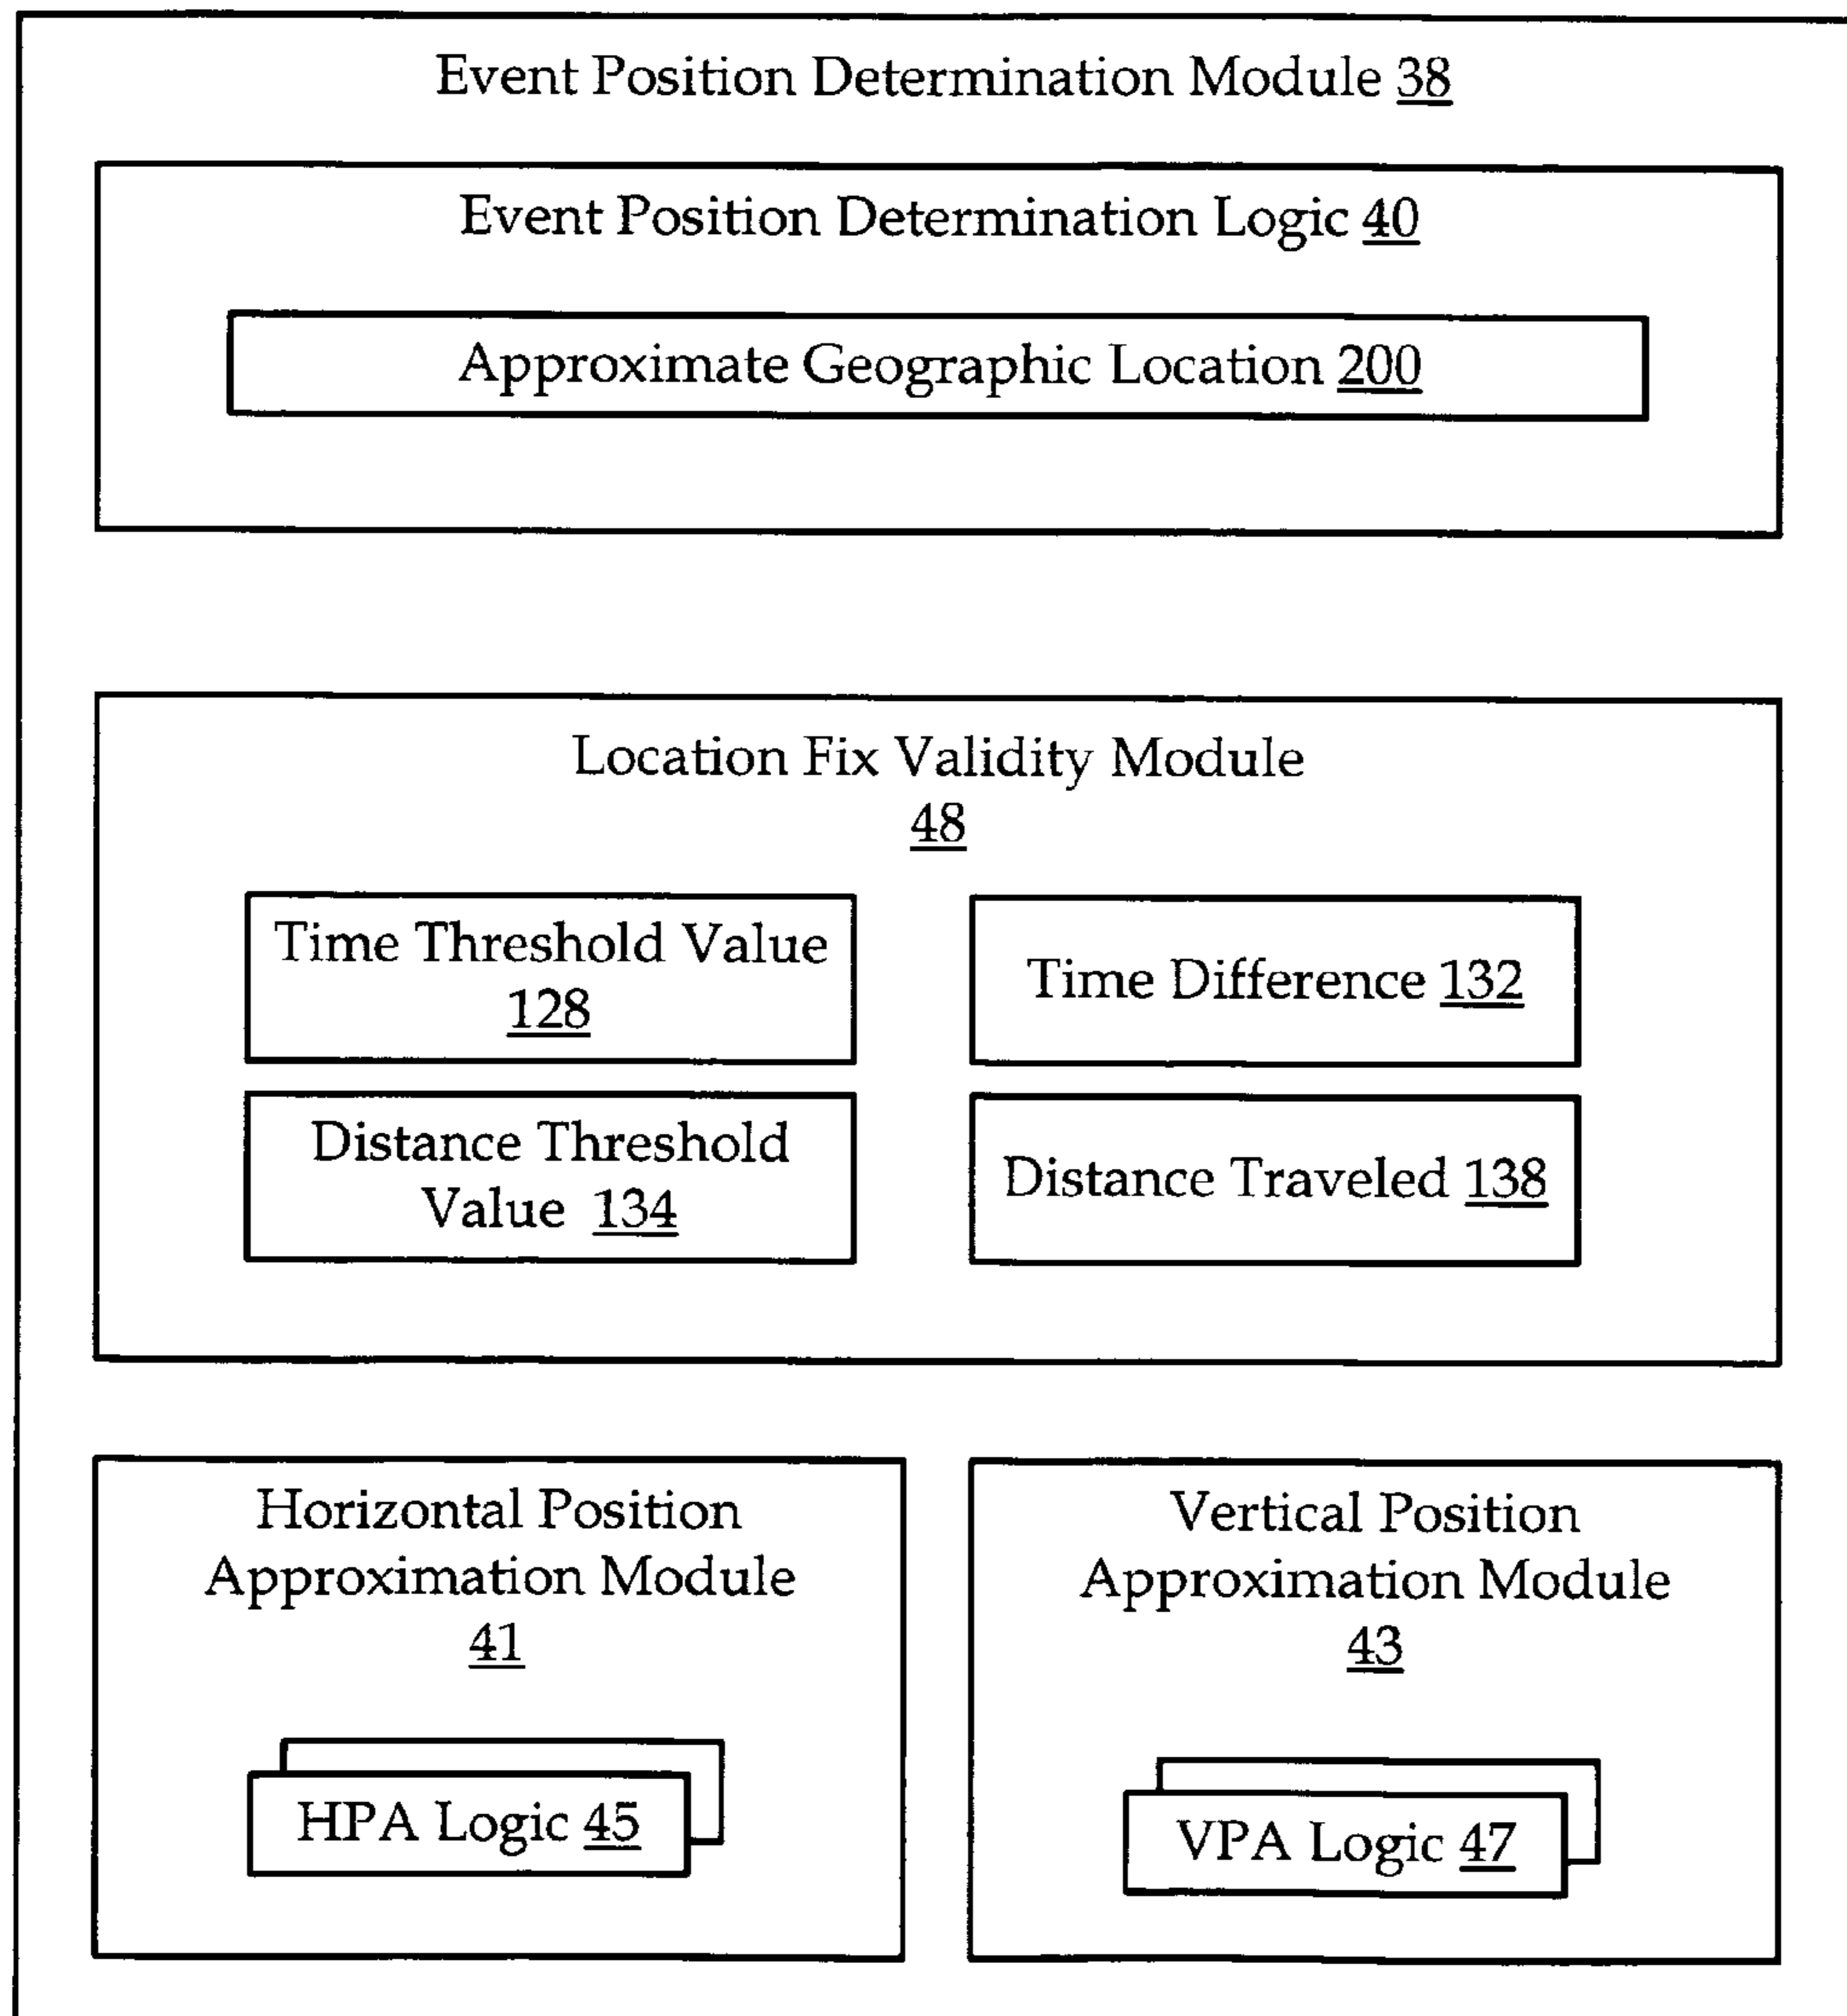 Event Position Determination Module 38
Event Position Determination Logic 40
Approximate Geographic Location 200
Location Fix Validity Module
48
Time Threshold Value
128
Time Difference 132
Distance Threshold
Value 134
Distance Traveled 138
Horizontal Position
Approximation Module
41
HPA Logic 45
Vertical Position
Approximation Module
43
VPA Logic 47